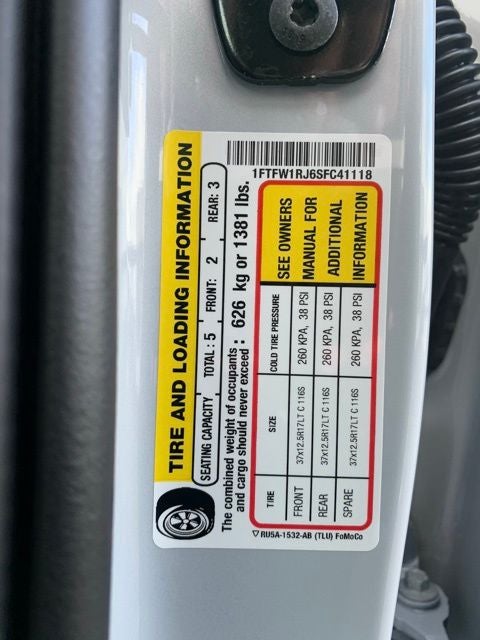 TIRE AND LOADING INFORMATION
SEATING CAPACITY TOTAL : 5 FRONT: 2 REAR: 3
The combined weight of occupants
and cargo should never exceed : 626 kg or 1381 lbs.
TIRE SIZE COLD TIRE PRESSURE
FRONT 37x12.5R17LT C 116S 260 KPA, 38 PSI
REAR 37x12.5R17LT C 116S 260 KPA, 38 PSI
SPARE 37x12.5R17LT C 116S 260 KPA, 38 PSI
SEE OWNERS
MANUAL FOR
ADDITIONAL
INFORMATION
▽ RU5A-1532-AB (TLU) FoMoCo
1FTFW1RJ6SFC41118